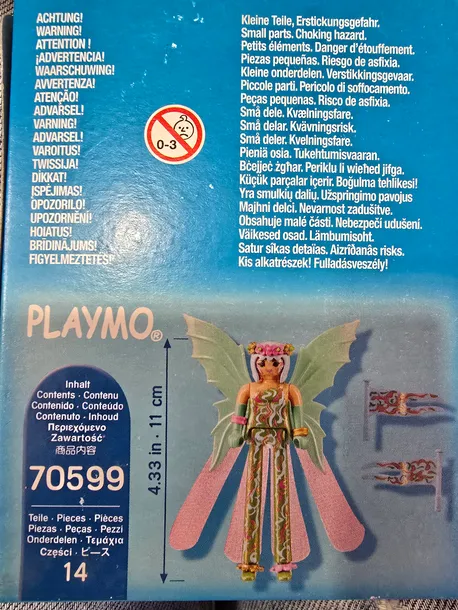 ACHTUNG!
WARNING!
ATTENTION !
¡ADVERTENCIA!
WAARSCHUWING!
AVVERTENZA!
ATENÇÃO!
ADVARSEL!
VARNING!
ADVARSEL!
VAROITUS!
TWISSIJA!
DİKKAT!
ĮSPĖJIMAS!
OPOZORILO!
UPOZORNĚNÍ!
HOIATUS!
BRĪDINĀJUMS!
FIGYELMEZTETÉS!
0-3
Kleine Teile, Erstickungsgefahr.
Small parts. Choking hazard.
Petits éléments. Danger d'étouffement.
Piezas pequeñas. Riesgo de asfixia.
Kleine onderdelen. Verstikkingsgevaar.
Piccole parti. Pericolo di soffocamento.
Peças pequenas. Risco de asfixia.
Små dele. Kvælningsfare.
Små delar. Kvävningsrisk.
Små deler. Kvelningsfare.
Pieniä osia. Tukehtumisvaaran.
Bċejjeċ żgħar. Periklu li wieħed jifga.
Küçük parçalar içerir. Boğulma tehlikesi!
Yra smulkių dalių. Užspringimo pavojus
Majhni delci. Nevarnost zadušitve.
Obsahuje malé části. Nebezpečí udušení.
Väikesed osad. Lämbumisoht.
Satur sīkas detaļas. Aizrīšanās risks.
Kis alkatrészek! Fulladásveszély!
PLAYMO®
Inhalt
Contents · Contenu
Contenido · Conteúdo
Contenuto · Inhoud
Περιεχόμενο
Zawartość
商品内容
70599
Teile · Pieces · Pièces
Piezas · Peças · Pezzi
Onderdelen · Τεμάχια
Części · ピース
14
4.33 in · 11 cm